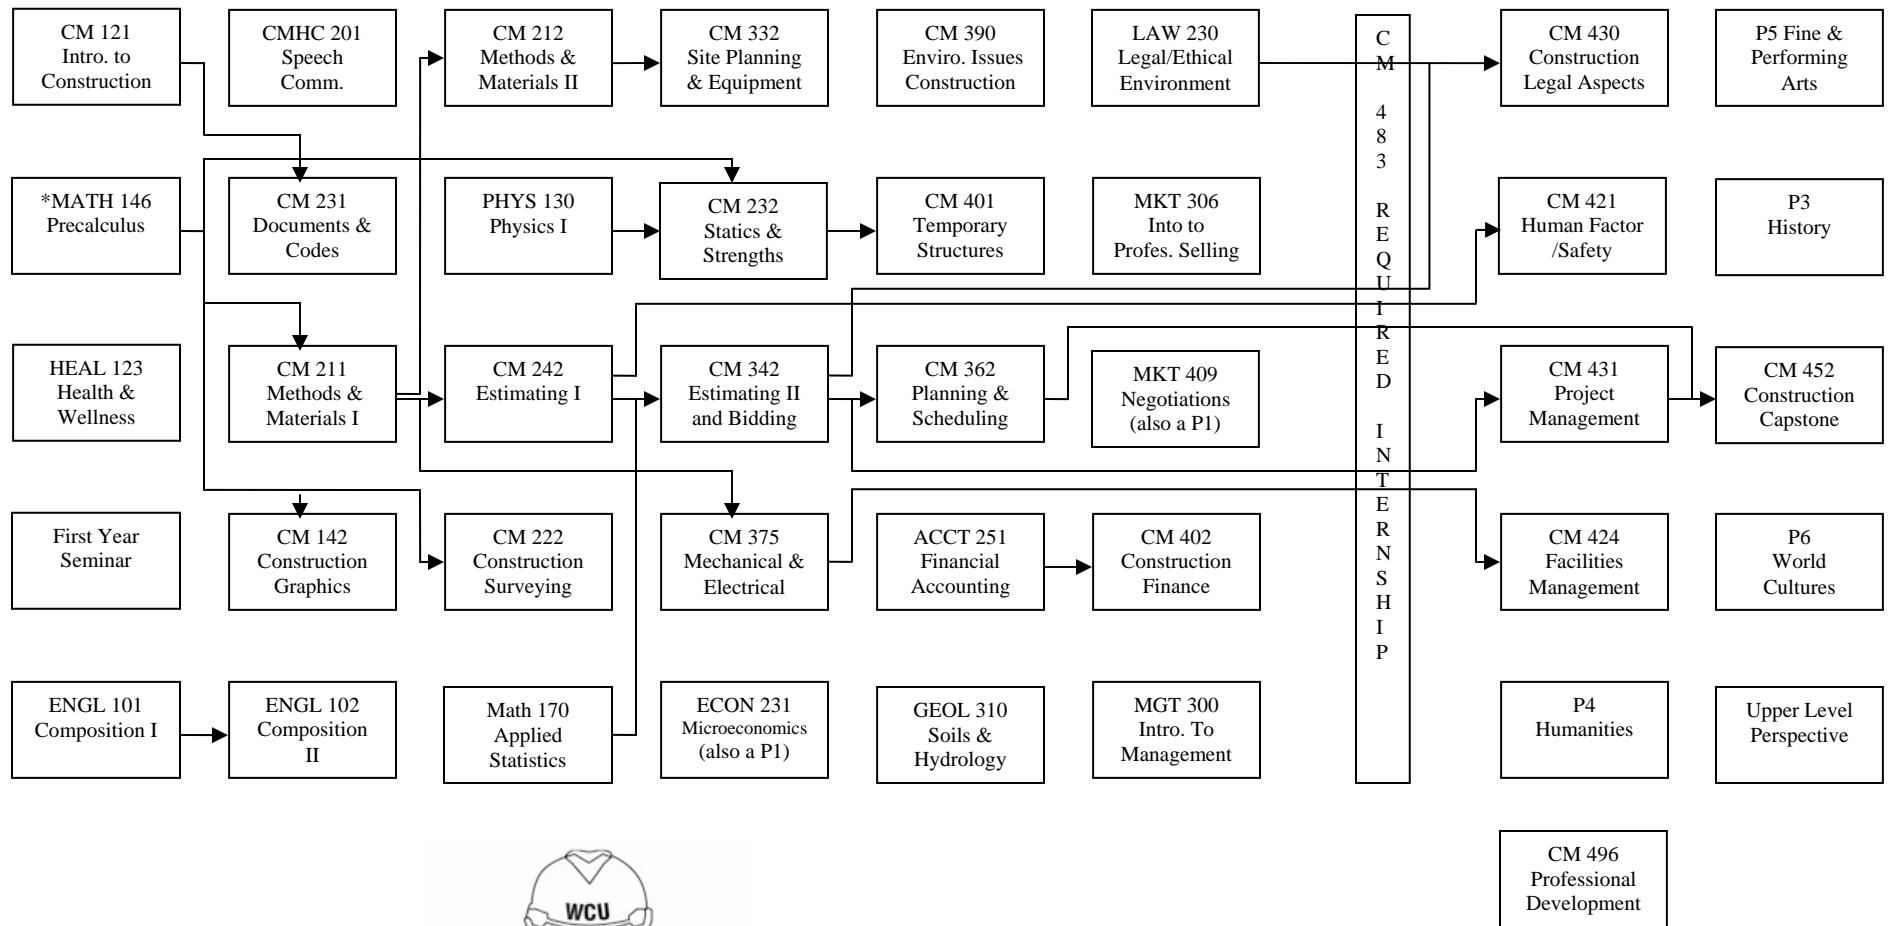 CM 121
Intro. to
Construction
CMHC 201
Speech
Comm.
CM 212
Methods &
Materials II
CM 332
Site Planning
& Equipment
CM 390
Enviro. Issues
Construction
LAW 230
Legal/Ethical
Environment
CM 430
Construction
Legal Aspects
P5 Fine &
Performing
Arts
*MATH 146
Precalculus
CM 231
Documents &
Codes
PHYS 130
Physics I
CM 232
Statics &
Strengths
CM 401
Temporary
Structures
MKT 306
Into to
Profes. Selling
CM 421
Human Factor
/Safety
P3
History
HEAL 123
Health &
Wellness
CM 211
Methods &
Materials I
CM 242
Estimating I
CM 342
Estimating II
and Bidding
CM 362
Planning &
Scheduling
MKT 409
Negotiations
(also a P1)
CM 431
Project
Management
CM 452
Construction
Capstone
First Year
Seminar
CM 142
Construction
Graphics
CM 222
Construction
Surveying
CM 375
Mechanical &
Electrical
ACCT 251
Financial
Accounting
CM 402
Construction
Finance
CM 424
Facilities
Management
P6
World
Cultures
ENGL 101
Composition I
ENGL 102
Composition
II
Math 170
Applied
Statistics
ECON 231
Microeconomics
(also a P1)
GEOL 310
Soils &
Hydrology
MGT 300
Intro. To
Management
P4
Humanities
Upper Level
Perspective
CM 483 REQUIRED INTERNSHIP
CM 496
Professional
Development
WCU